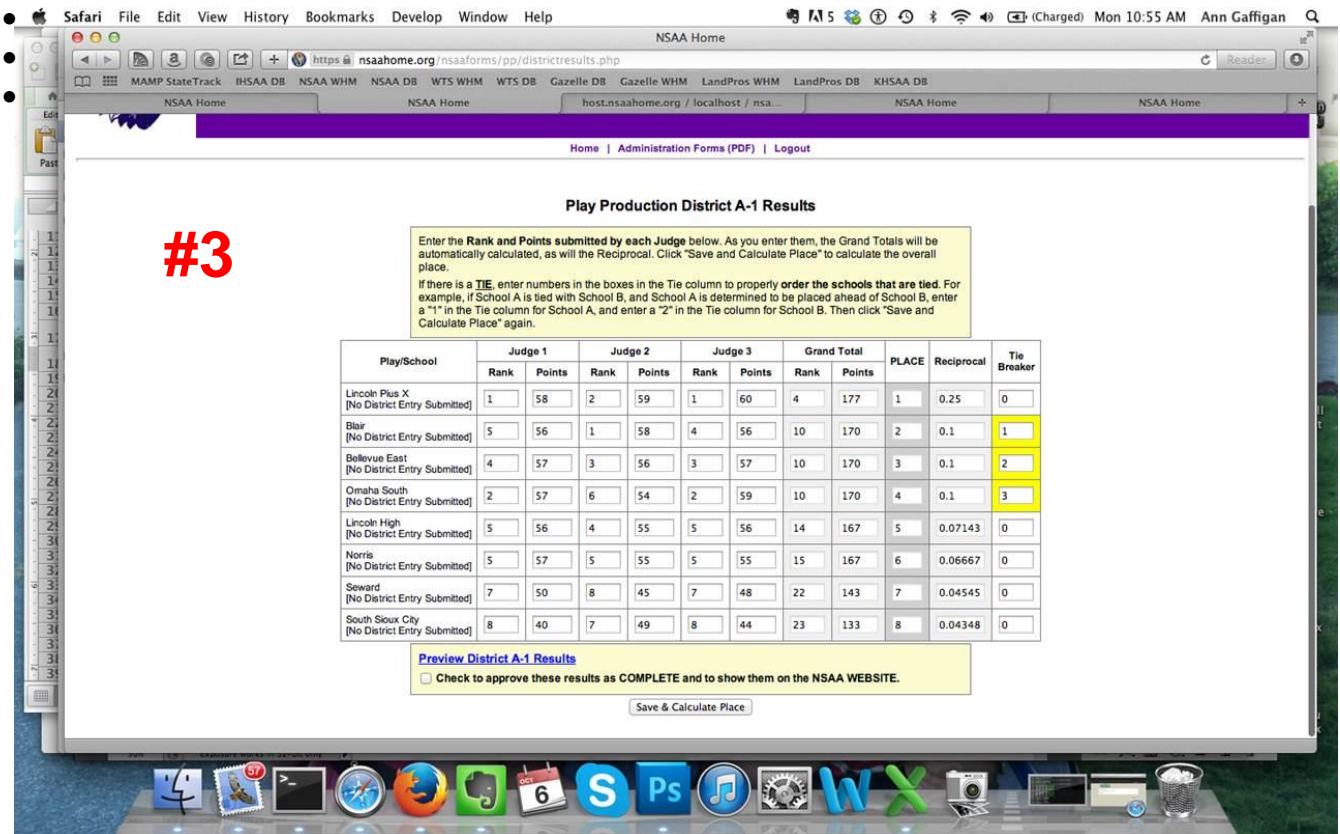 Safari File Edit View History Bookmarks Develop Window Help 5 (Charged) Mon 10:55 AM Ann Gaffigan
NSAA Home
https nsaahome.org/nsaaforms/pp/districtresults.php Reader
MAMP StateTrack IHSAA DB NSAA WHM NSAA DB WTS WHM WTS DB Gazelle DB Gazelle WHM LandPros WHM LandPros DB KHSAA DB
NSAA Home NSAA Home host.nsaahome.org / localhost / nsa... NSAA Home NSAA Home
Home | Administration Forms (PDF) | Logout
#3
Play Production District A-1 Results
Enter the Rank and Points submitted by each Judge below. As you enter them, the Grand Totals will be
automatically calculated, as will the Reciprocal. Click "Save and Calculate Place" to calculate the overall
place.
If there is a TIE, enter numbers in the boxes in the Tie column to properly order the schools that are tied. For
example, if School A is tied with School B, and School A is determined to be placed ahead of School B, enter
a "1" in the Tie column for School A, and enter a "2" in the Tie column for School B. Then click "Save and
Calculate Place" again.
Play/School Judge 1 Judge 2 Judge 3 Grand Total PLACE Reciprocal Tie Breaker
Rank Points Rank Points Rank Points Rank Points
Lincoln Pius X
[No District Entry Submitted] 1 58 2 59 1 60 4 177 1 0.25 0
Blair
[No District Entry Submitted] 5 56 1 58 4 56 10 170 2 0.1 1
Bellevue East
[No District Entry Submitted] 4 57 3 56 3 57 10 170 3 0.1 2
Omaha South
[No District Entry Submitted] 2 57 6 54 2 59 10 170 4 0.1 3
Lincoln High
[No District Entry Submitted] 5 56 4 55 5 56 14 167 5 0.07143 0
Norris
[No District Entry Submitted] 5 57 5 55 5 55 15 167 6 0.06667 0
Seward
[No District Entry Submitted] 7 50 8 45 7 48 22 143 7 0.04545 0
South Sioux City
[No District Entry Submitted] 8 40 7 49 8 44 23 133 8 0.04348 0
Preview District A-1 Results
Check to approve these results as COMPLETE and to show them on the NSAA WEBSITE.
Save & Calculate Place
57
OCT
6
S
Ps